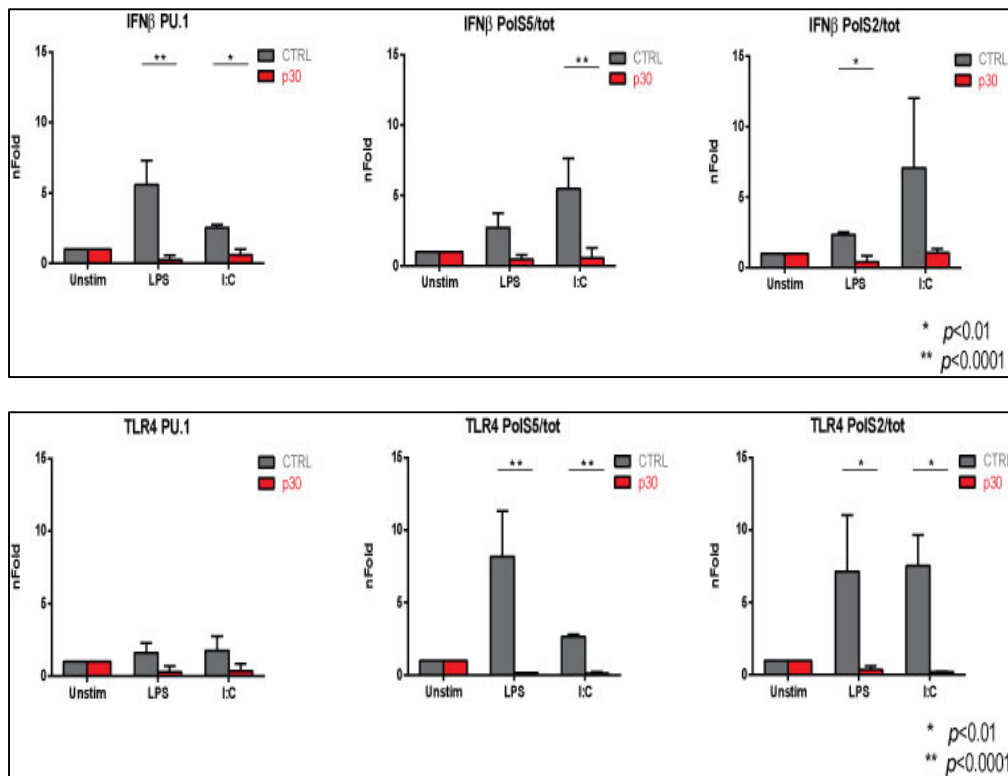 IFNβ PU.1
15
10
5
0
nFold
**
*
CTRL
p30
Unstim
LPS
I:C
IFNβ PolS5/tot
15
10
5
0
nFold
**
CTRL
p30
Unstim
LPS
I:C
IFNβ PolS2/tot
15
10
5
0
nFold
*
CTRL
p30
Unstim
LPS
I:C
* p<0.01
** p<0.0001
TLR4 PU.1
15
10
5
0
nFold
CTRL
p30
Unstim
LPS
I:C
TLR4 PolS5/tot
15
10
5
0
nFold
**
**
CTRL
p30
Unstim
LPS
I:C
TLR4 PolS2/tot
15
10
5
0
nFold
*
*
CTRL
p30
Unstim
LPS
I:C
* p<0.01
** p<0.0001